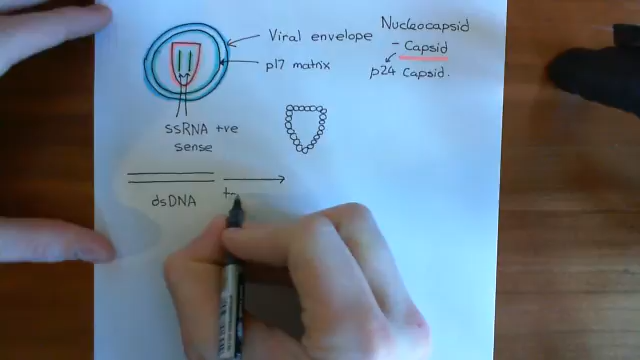 Nucleocapsid
Viral envelope
- Capsid
p17 matrix
p24 Capsid.
ssRNA +ve
sense
dsDNA